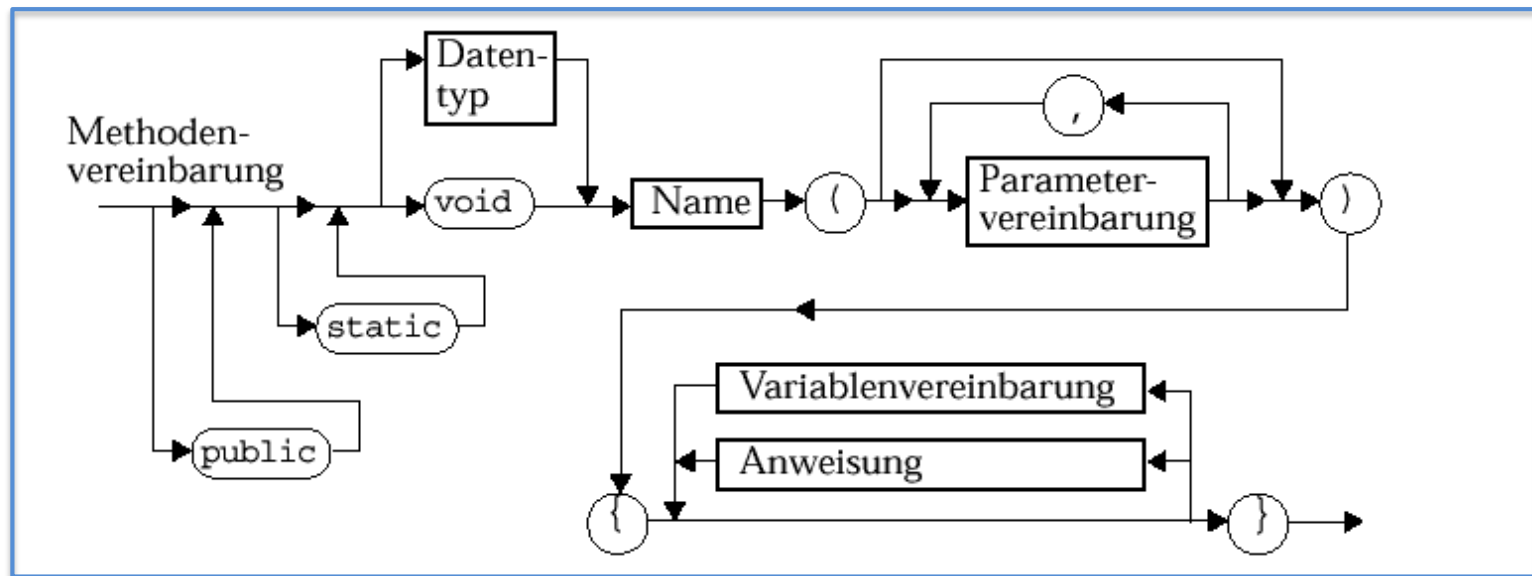 Methoden-
vereinbarung
public
static
Daten-
typ
void
Name
(
,
Parameter-
vereinbarung
)
{
Variablenvereinbarung
Anweisung
}